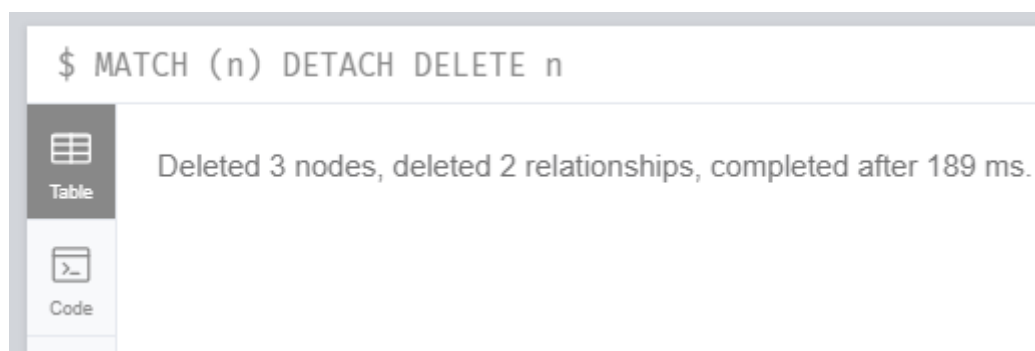 $ MATCH (n) DETACH DELETE n
Table
Deleted 3 nodes, deleted 2 relationships, completed after 189 ms.
>_
Code